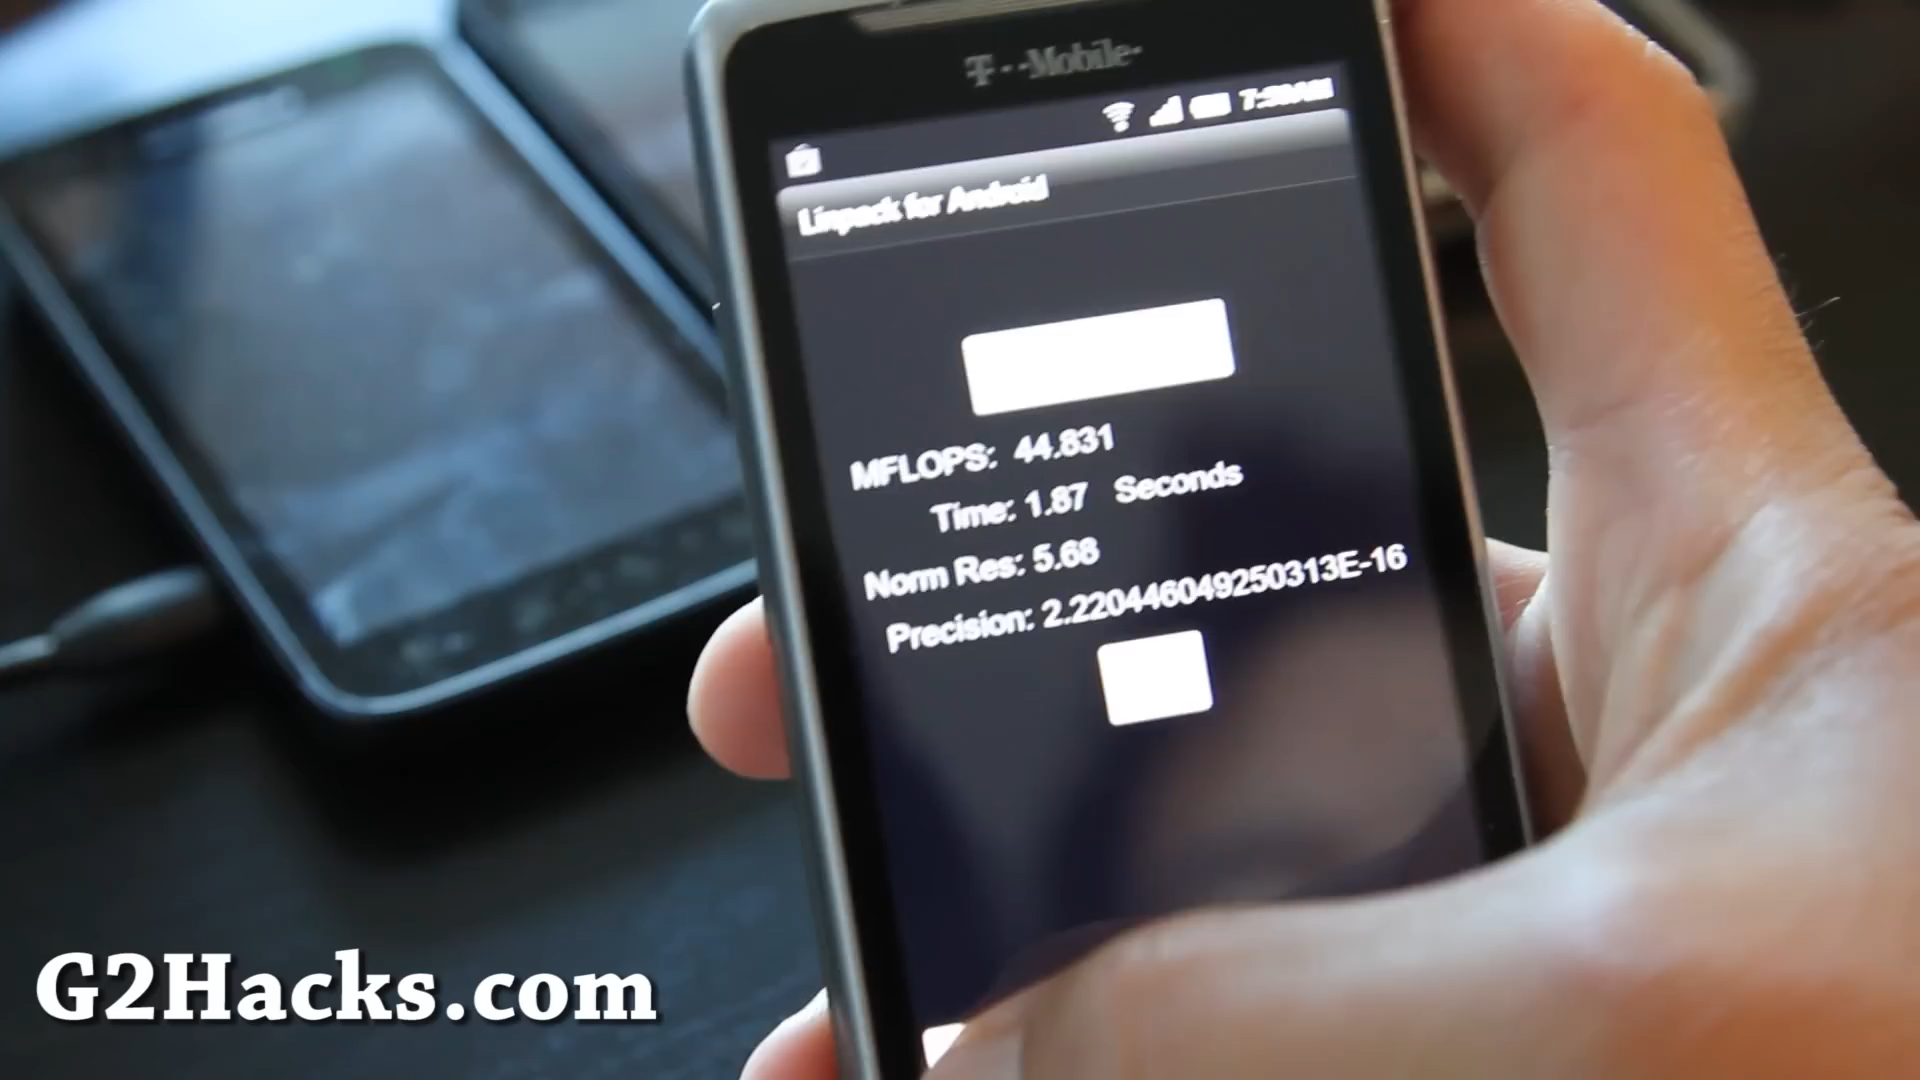 T··Mobile·
Linpack for Android
MFLOPS: 44.831
Time: 1.87 Seconds
Norm Res: 5.68
Precision: 2.220446049250313E-16
G2Hacks.com